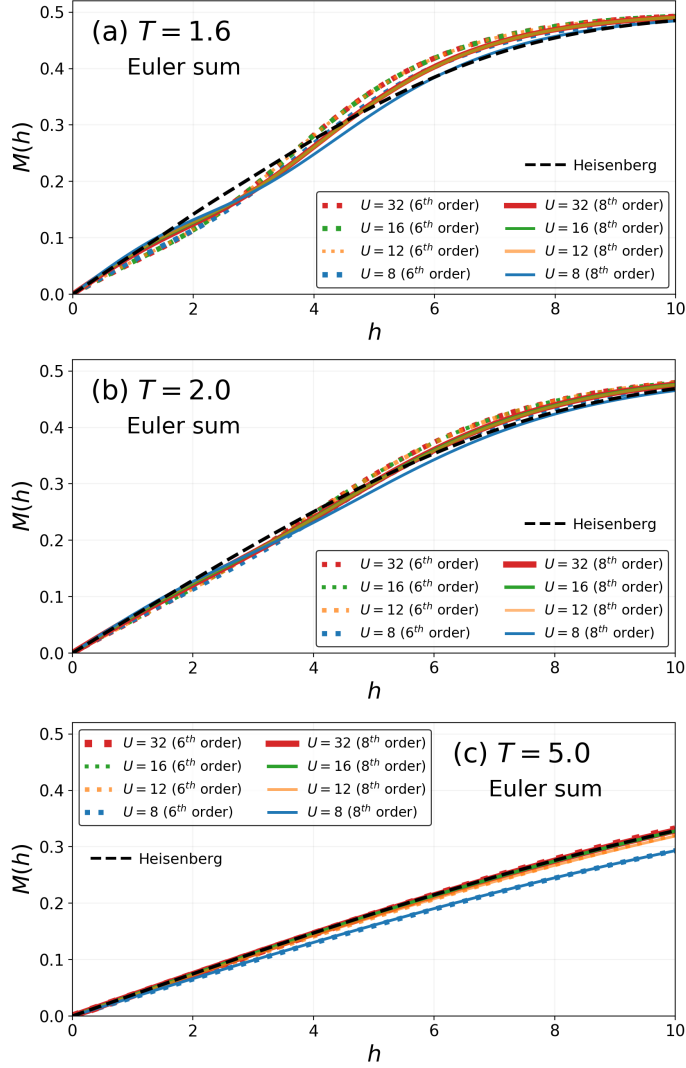 (a) T = 1.6
Euler sum
M(h)
0.5
0.4
0.3
0.2
0.1
0.0
Heisenberg
U = 32 (6th order)
U = 16 (6th order)
U = 12 (6th order)
U = 8 (6th order)
U = 32 (8th order)
U = 16 (8th order)
U = 12 (8th order)
U = 8 (8th order)
0 2 4 6 8 10
h
(b) T = 2.0
Euler sum
M(h)
0.5
0.4
0.3
0.2
0.1
0.0
Heisenberg
U = 32 (6th order)
U = 16 (6th order)
U = 12 (6th order)
U = 8 (6th order)
U = 32 (8th order)
U = 16 (8th order)
U = 12 (8th order)
U = 8 (8th order)
0 2 4 6 8 10
h
U = 32 (6th order)
U = 16 (6th order)
U = 12 (6th order)
U = 8 (6th order)
U = 32 (8th order)
U = 16 (8th order)
U = 12 (8th order)
U = 8 (8th order)
Heisenberg
(c) T = 5.0
Euler sum
M(h)
0.5
0.4
0.3
0.2
0.1
0.0
0 2 4 6 8 10
h